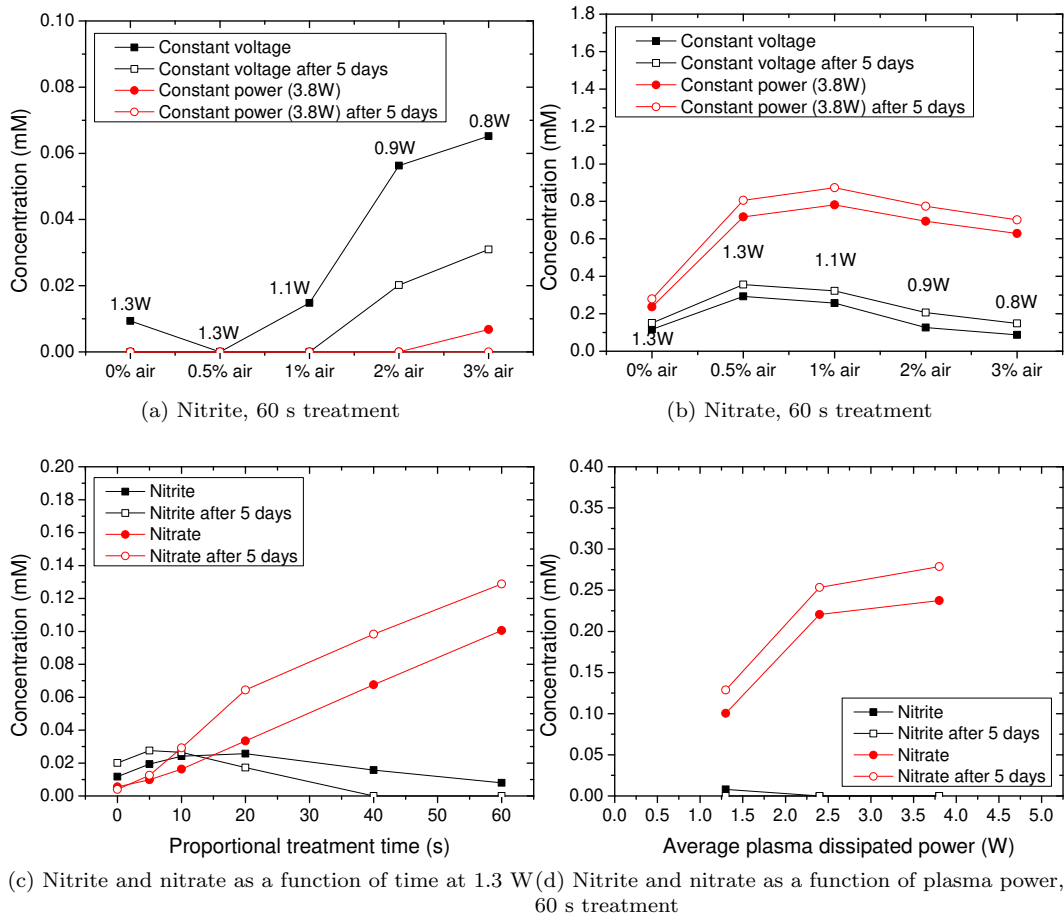 0.10
0.08
0.06
0.04
0.02
0.00
Concentration (mM)
Constant voltage
Constant voltage after 5 days
Constant power (3.8W)
Constant power (3.8W) after 5 days
1.3W
1.3W
1.1W
0.9W
0.8W
0% air 0.5% air 1% air 2% air 3% air
(a) Nitrite, 60 s treatment
1.8
1.6
1.4
1.2
1.0
0.8
0.6
0.4
0.2
0.0
Concentration (mM)
Constant voltage
Constant voltage after 5 days
Constant power (3.8W)
Constant power (3.8W) after 5 days
1.3W
1.3W
1.1W
0.9W
0.8W
0% air 0.5% air 1% air 2% air 3% air
(b) Nitrate, 60 s treatment
0.20
0.18
0.16
0.14
0.12
0.10
0.08
0.06
0.04
0.02
0.00
Concentration (mM)
Nitrite
Nitrite after 5 days
Nitrate
Nitrate after 5 days
0 10 20 30 40 50 60
Proportional treatment time (s)
(c) Nitrite and nitrate as a function of time at 1.3 W
0.40
0.35
0.30
0.25
0.20
0.15
0.10
0.05
0.00
Concentration (mM)
Nitrite
Nitrite after 5 days
Nitrate
Nitrate after 5 days
0.0 0.5 1.0 1.5 2.0 2.5 3.0 3.5 4.0 4.5 5.0
Average plasma dissipated power (W)
(d) Nitrite and nitrate as a function of plasma power,
60 s treatment